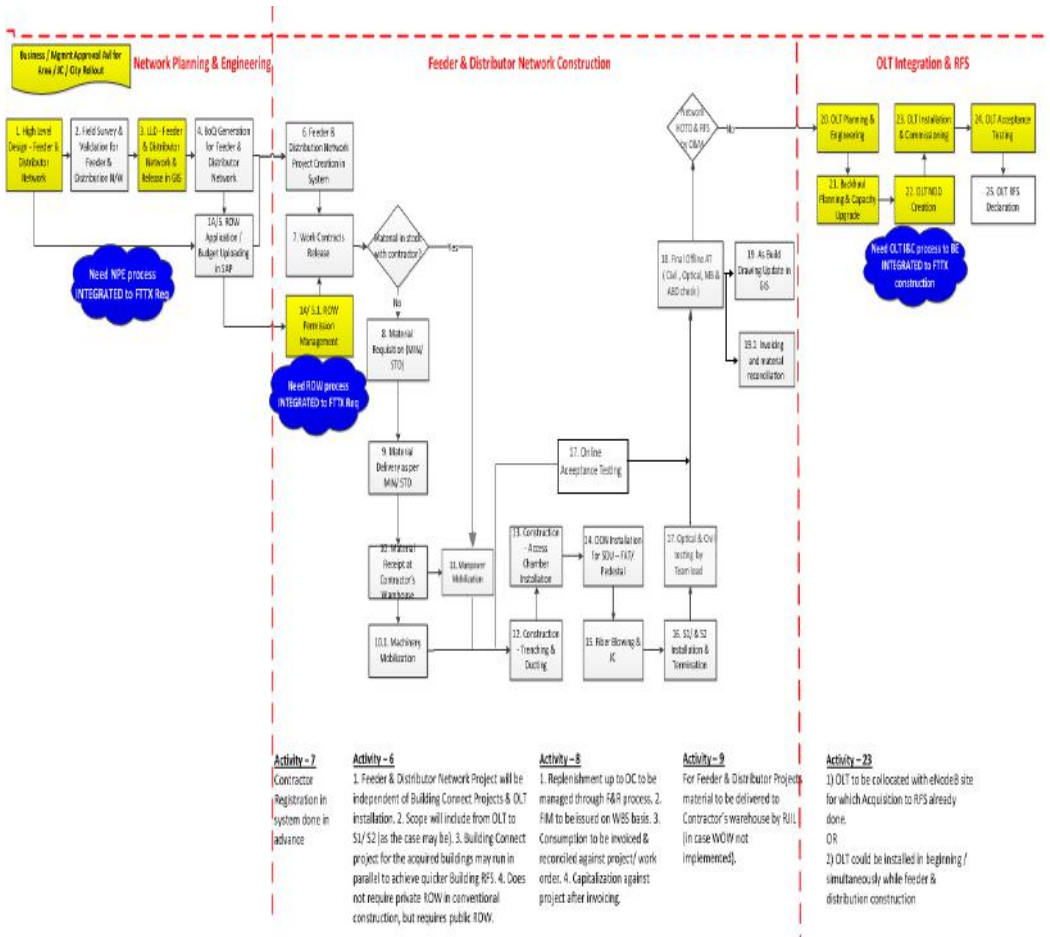 Business / Mgmt Approval Avl for
Area / JC / City Rollout
Network Planning & Engineering
Feeder & Distributor Network Construction
OLT Integration & RFS
1. High Level
Design - Feeder
& Distributor
Network
2. Field Survey &
Validation for
Feeder &
Distribution N/W
3. LLD - Feeder
& Distributor
Network &
Release in GIS
4. BoQ Generation
for Feeder &
Distributor
Network
1A/5. ROW
Application /
Budget Uploading
in SAP
Need NPE process
INTEGRATED to FTTX Req
6. Feeder &
Distribution Network
Project Creation in
System
7. Work Contracts
Release
1A/ 5.1. ROW
Permission
Management
Need ROW process
INTEGRATED to FTTX Req
Material in stock
with contractor?
Yes
No
8. Material
Requisition (MIN/
STO)
9. Material
Delivery as per
MIN/ STO
10. Material
Receipt at
Contractor's
Warehouse
10.1. Machinery
Mobilization
11. Manpower
Mobilization
12. Construction
- Trenching &
Ducting
13. Construction
- Access
Chamber
Installation
14. ODN Installation
for SDU – FAT/
Pedestal
15. Fiber Blowing &
JC
16. S1/ & S2
Installation &
Termination
17. Optical & Civil
testing by
Team lead
17. Online
Aceeptance Testing
18. Final Offline AT
( Civil , Optical, MB &
ABD check )
19. As Build
Drawing Update in
GIS
19.1 Invoicing
and material
reconciliation
Network
HOTO & RFS
by O&M
No
20. OLT Planning &
Engineering
21. Backhaul
Planning & Capacity
Upgrade
22. OLT NOD
Creation
23. OLT Installation
& Commissioning
24. OLT Acceptance
Testing
25. OLT RFS
Declaration
Need OLT I&C process to BE
INTEGRATED to FTTX
construction
Activity – 7
Contractor
Registration in
system done in
advance
Activity – 6
1. Feeder & Distributor Network Project will be
independent of Building Connect Projects & OLT
installation. 2. Scope will include from OLT to
S1/ S2 (as the case may be). 3. Building Connect
project for the acquired buildings may run in
parallel to achieve quicker Building RFS. 4. Does
not require private ROW in conventional
construction, but requires public ROW.
Activity – 8
1. Replenishment up to DC to be
managed through F&R process. 2.
FIM to be issued on WBS basis. 3.
Consumption to be invoiced &
reconciled against project/ work
order. 4. Capitalization against
project after invoicing.
Activity – 9
For Feeder & Distributor Projects
material to be delivered to
Contractor's warehouse by RJIL
(in case WOW not
implemented).
Activity – 23
1) OLT to be collocated with eNodeB site
for which Acquisition to RFS already
done.
OR
2) OLT could be installed in beginning /
simultaneously while feeder &
distribution construction